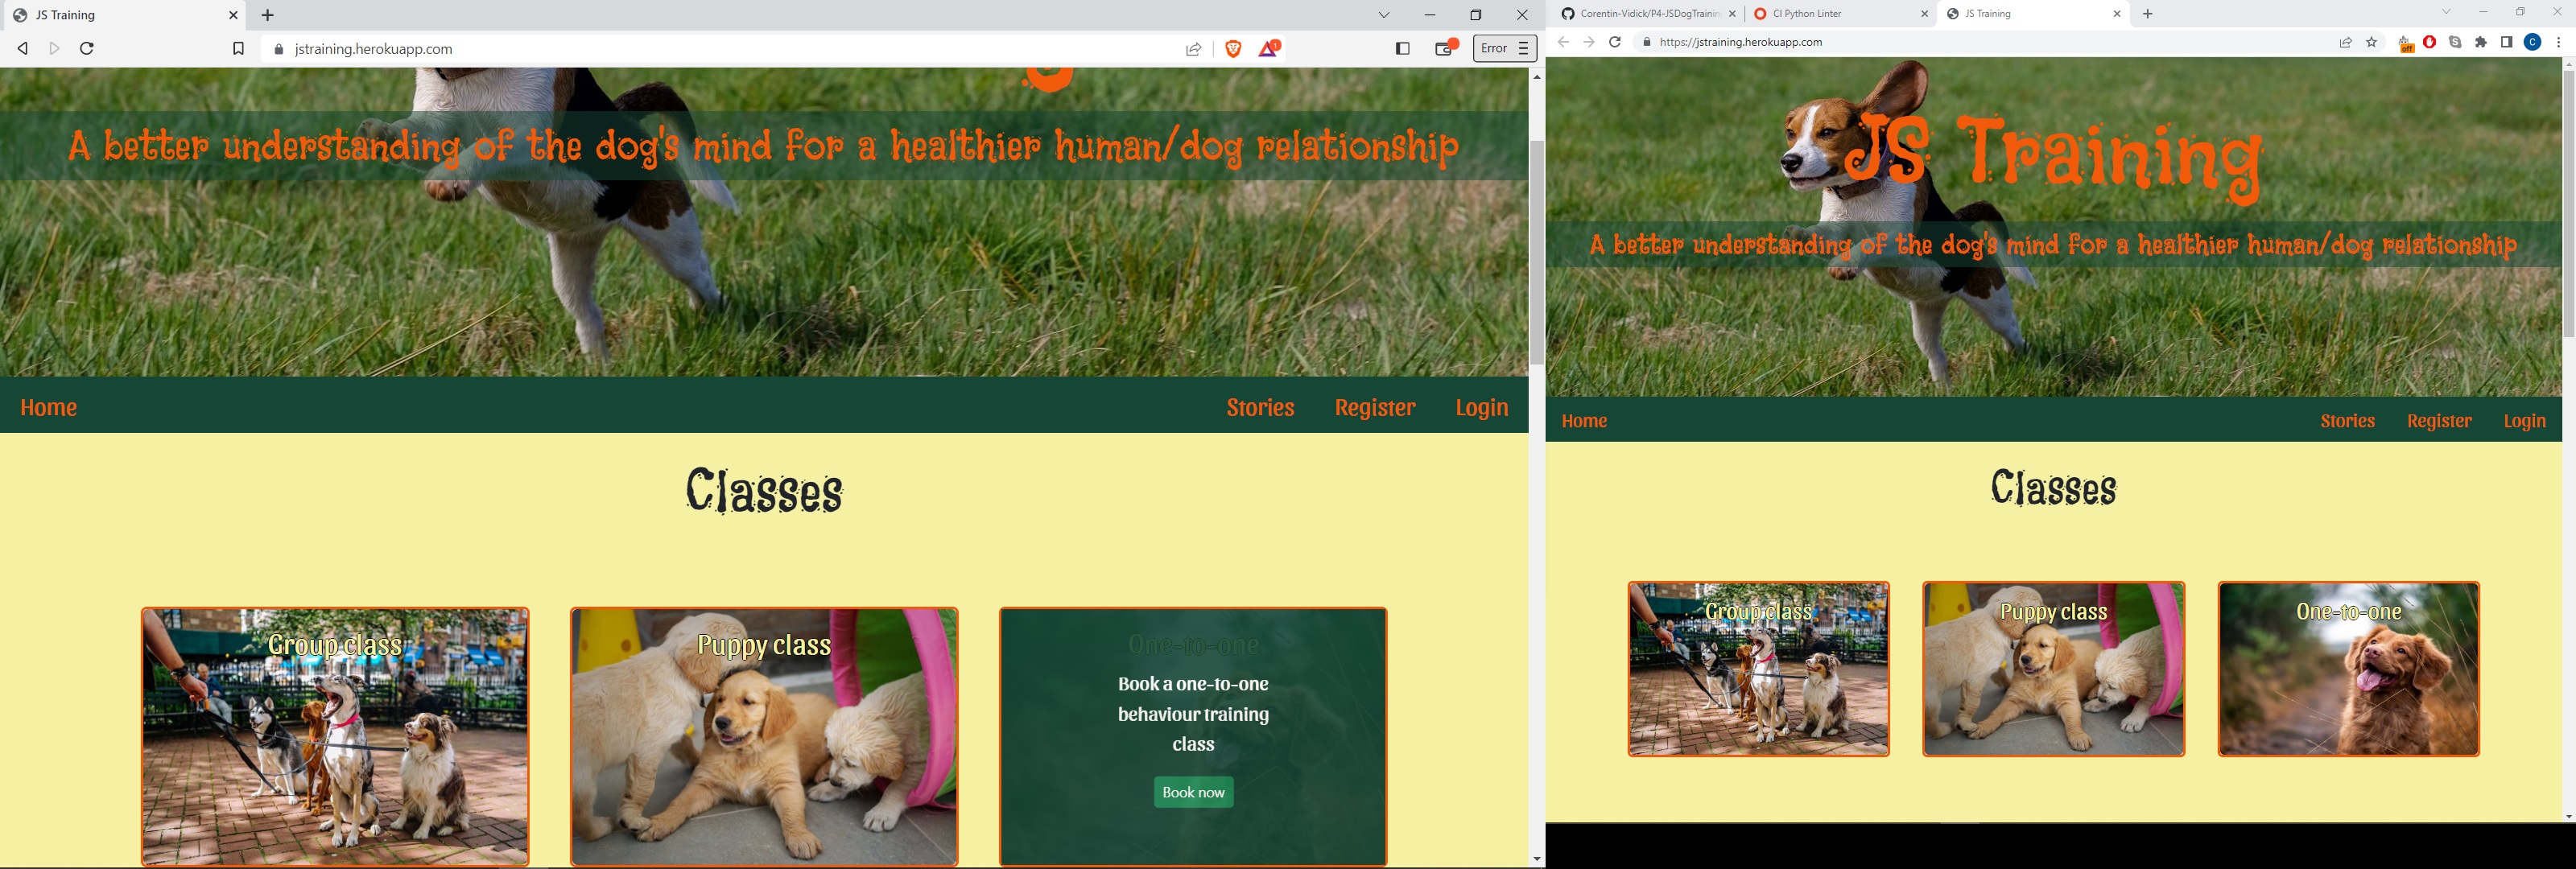 JS Training
jstraining.herokuapp.com
1
Error
A better understanding of the dog's mind for a healthier human/dog relationship
Home
Stories
Register
Login
Classes
Group class
Puppy class
One-to-one
Book a one-to-one
behaviour training
class
Book now
Corentin-Vidick/P4-JSDogTrainin
CI Python Linter
JS Training
https://jstraining.herokuapp.com
off
C
JS Training
A better understanding of the dog's mind for a healthier human/dog relationship
Home
Stories
Register
Login
Classes
Group class
Puppy class
One-to-one